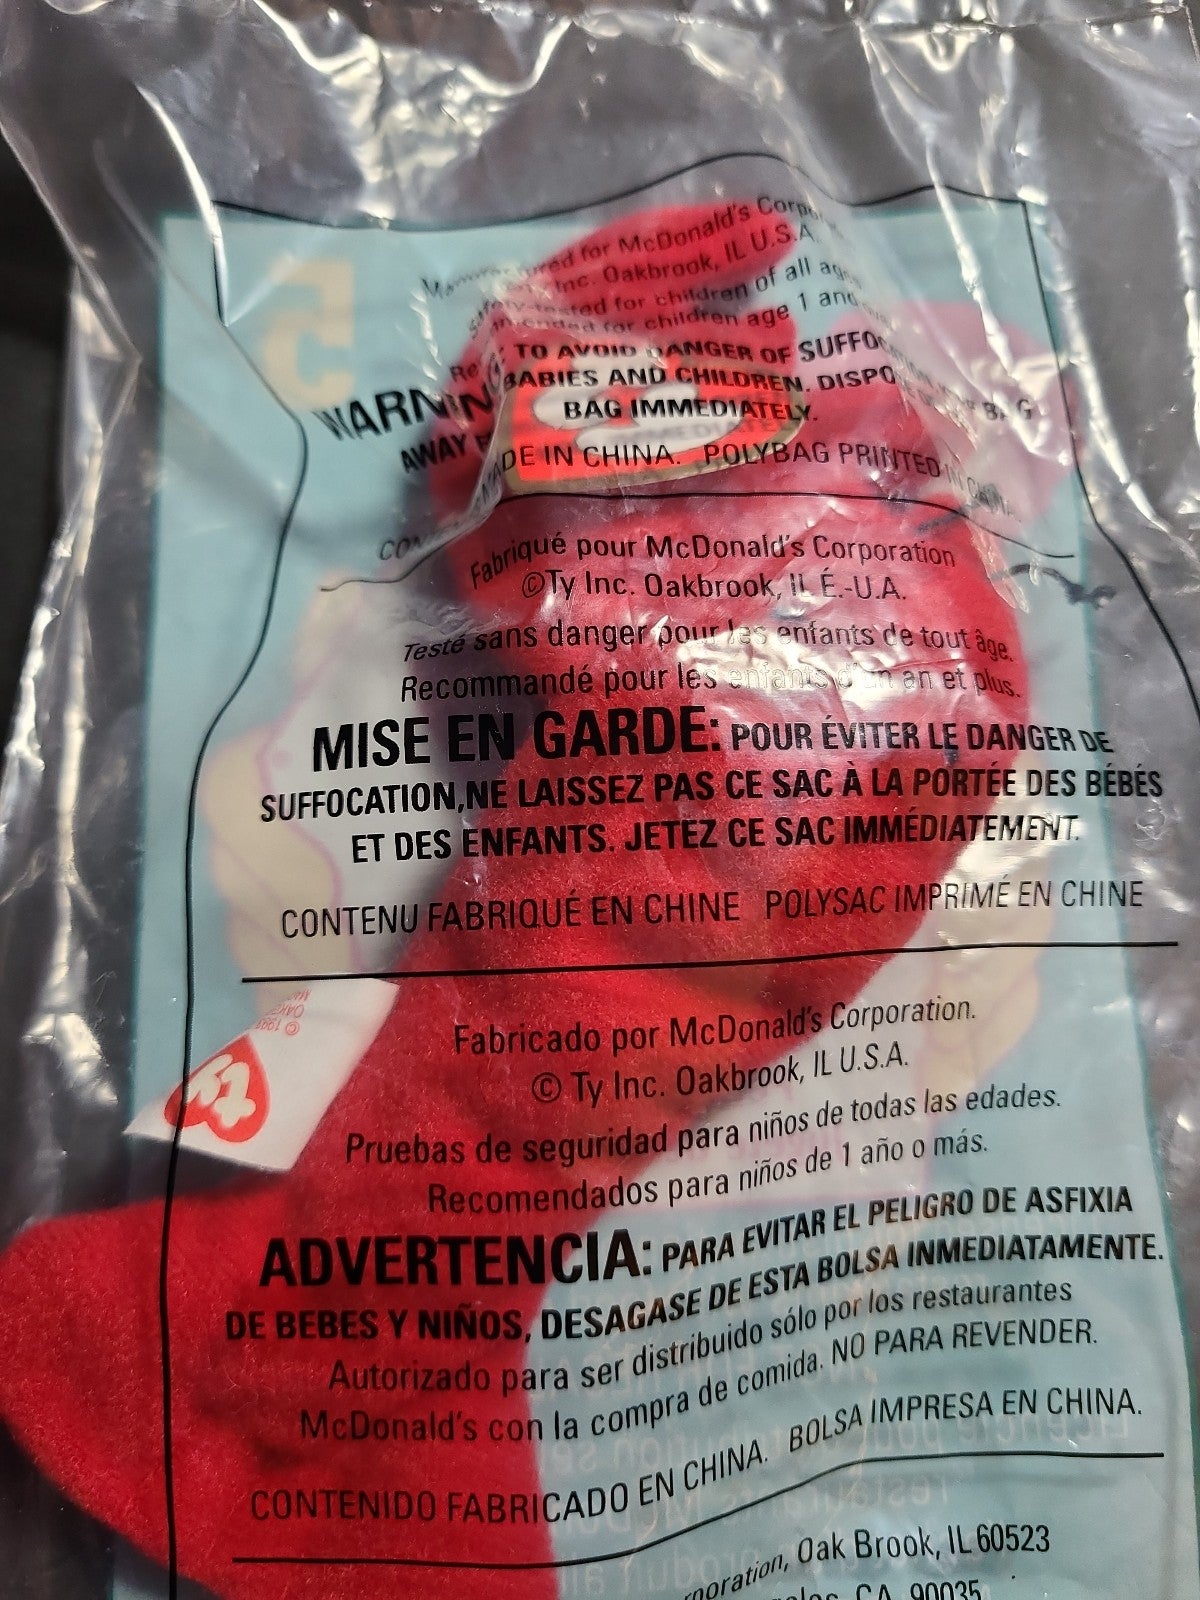 5
for McDonald's
Inc. Oakbrook, IL U.S.A.
for children of all
for children age 1 and
WARNING TO AVOID DANGER OF
BABIES AND CHILDREN.
AWAY BAG IMMEDIATELY.
MADE IN CHINA. POLYBAG PRINTED
Fabriqué pour McDonald's Corporation
©Ty Inc. Oakbrook, IL É.-U.A.
Testé sans danger pour les enfants de tout âge.
Recommandé pour les enfants d'un an et plus.
MISE EN GARDE: POUR ÉVITER LE DANGER DE
SUFFOCATION,NE LAISSEZ PAS CE SAC À LA PORTÉE DES BÉBÉS
ET DES ENFANTS. JETEZ CE SAC IMMÉDIATEMENT.
CONTENU FABRIQUÉ EN CHINE POLYSAC IMPRIMÉ EN CHINE
ty
Fabricado por McDonald's Corporation.
© Ty Inc. Oakbrook, IL U.S.A.
Pruebas de seguridad para niños de todas las edades.
Recomendados para niños de 1 año o más.
ADVERTENCIA: PARA EVITAR EL PELIGRO DE ASFIXIA
DE BEBES Y NIÑOS, DESAGASE DE ESTA BOLSA INMEDIATAMENTE.
Autorizado para ser distribuido sólo por los restaurantes
McDonald's con la compra de comida. NO PARA REVENDER.
CONTENIDO FABRICADO EN CHINA. BOLSA IMPRESA EN CHINA.
Oak Brook, IL 60523
CA 90035